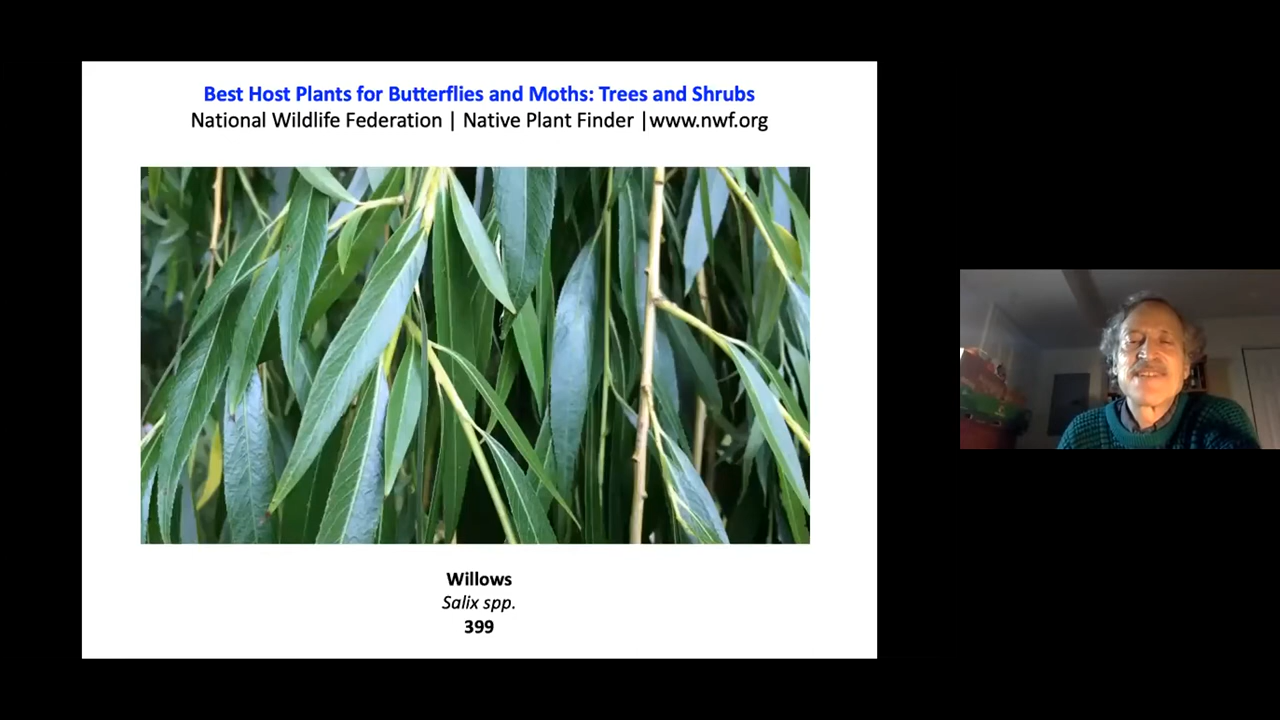 Best Host Plants for Butterflies and Moths: Trees and Shrubs
National Wildlife Federation | Native Plant Finder |www.nwf.org
Willows
Salix spp.
399